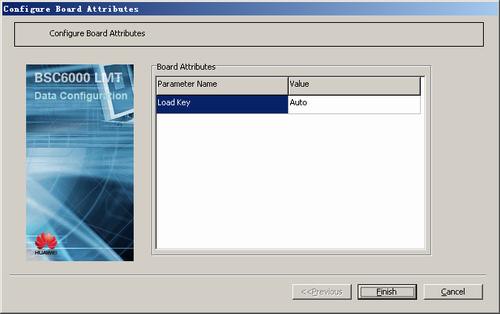 Configure Board Attributes
Configure Board Attributes
BSC6000 LMT
Data Configuration
HUAWEI
Board Attributes
Parameter Name Value
Load Key Auto
<<Previous Finish Cancel